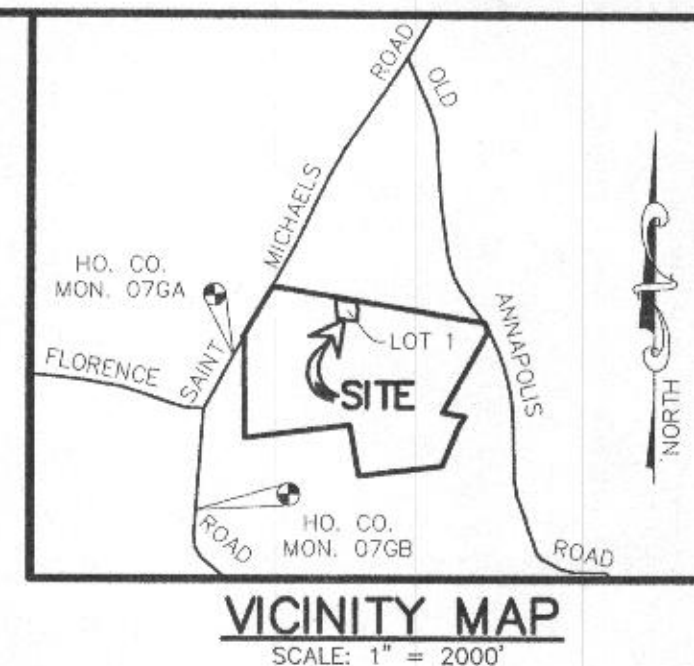 ROAD
OLD
MICHAELS
HO. CO.
MON. 07GA
ANNAPOLIS
LOT 1
FLORENCE
SAINT
SITE
NORTH
HO. CO.
MON. 07GB
ROAD
ROAD
VICINITY MAP
SCALE: 1" = 2000'